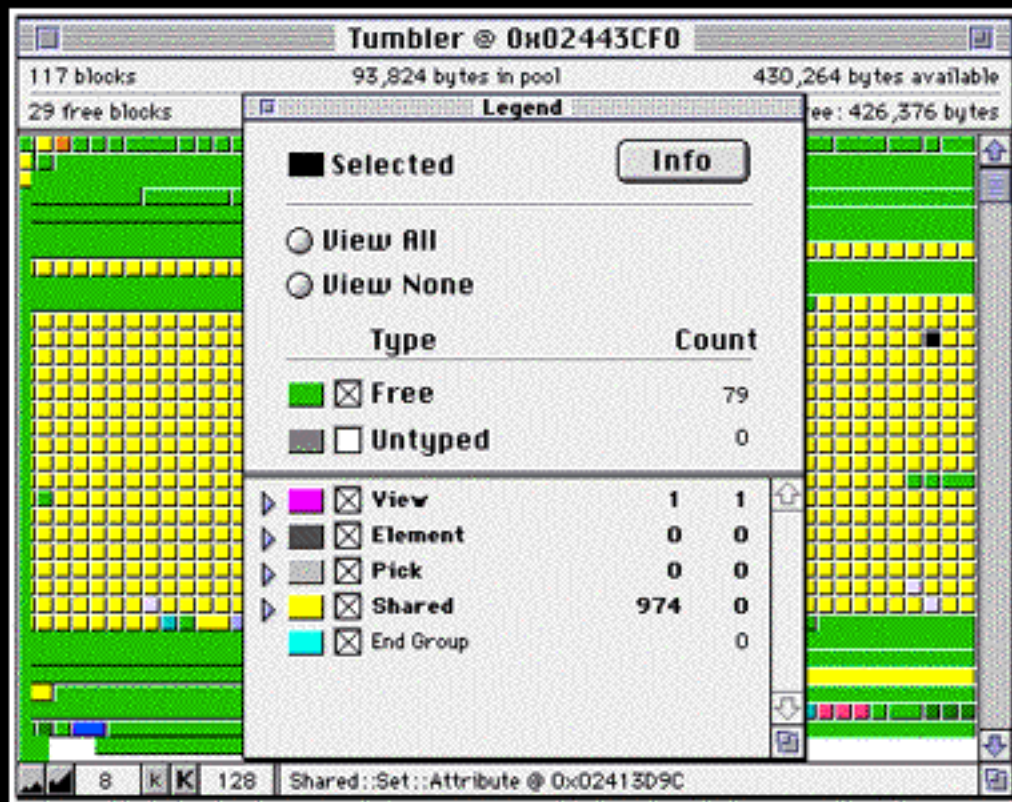 Tumbler @ 0x02443CF0
117 blocks 93,824 bytes in pool 430,264 bytes available
29 free blocks ee: 426,376 bytes
Legend
Selected Info
View All
View None
Type Count
Free 79
Untyped 0
View 1 1
Element 0 0
Pick 0 0
Shared 974 0
End Group 0
8 K K 128 Shared::Set::Attribute @ 0x02413D9C